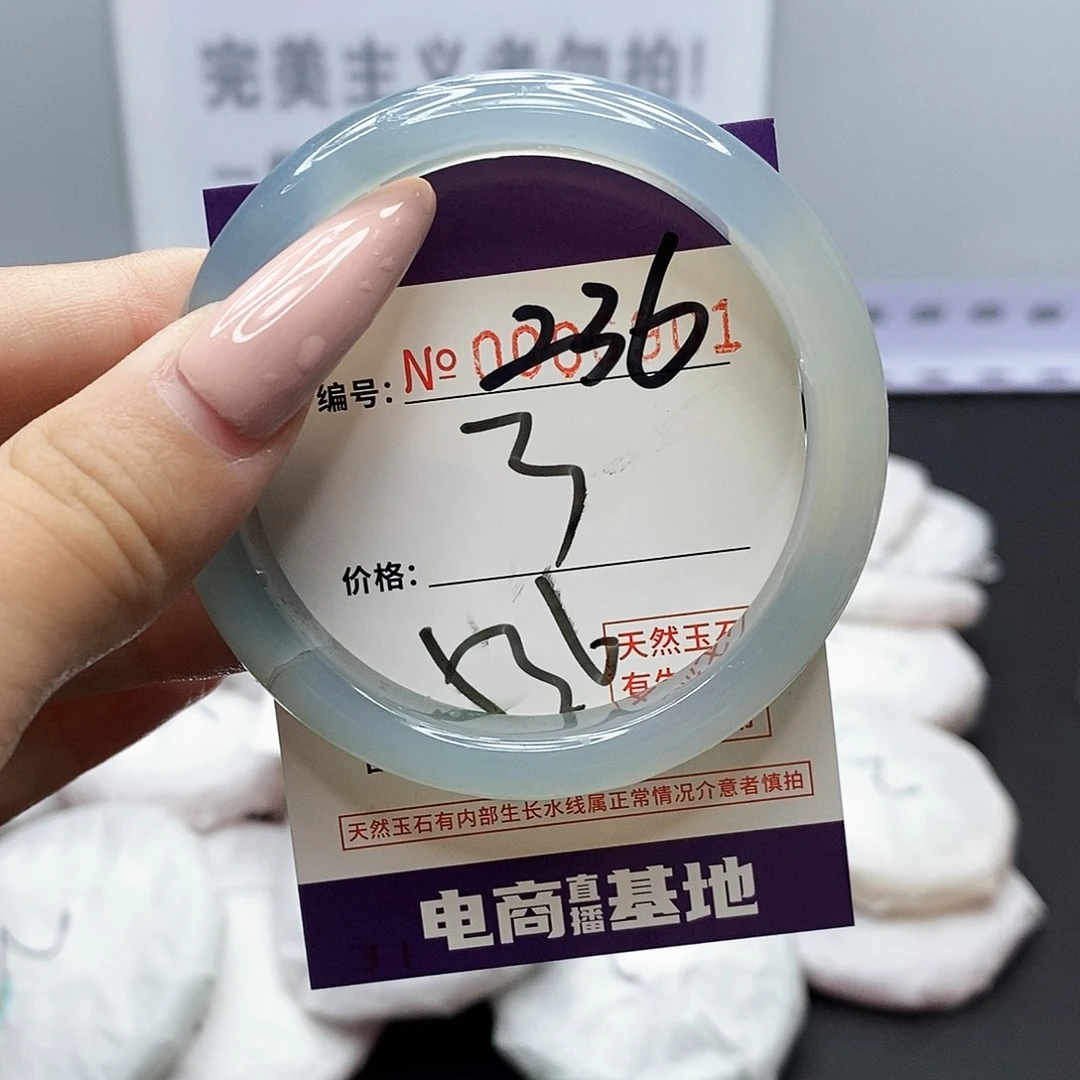 完美主义者勿拍!
编号: № 236
3
价格:
天然玉石
天然玉石有内部生长水线属正常情况介意者慎拍
电商直播基地